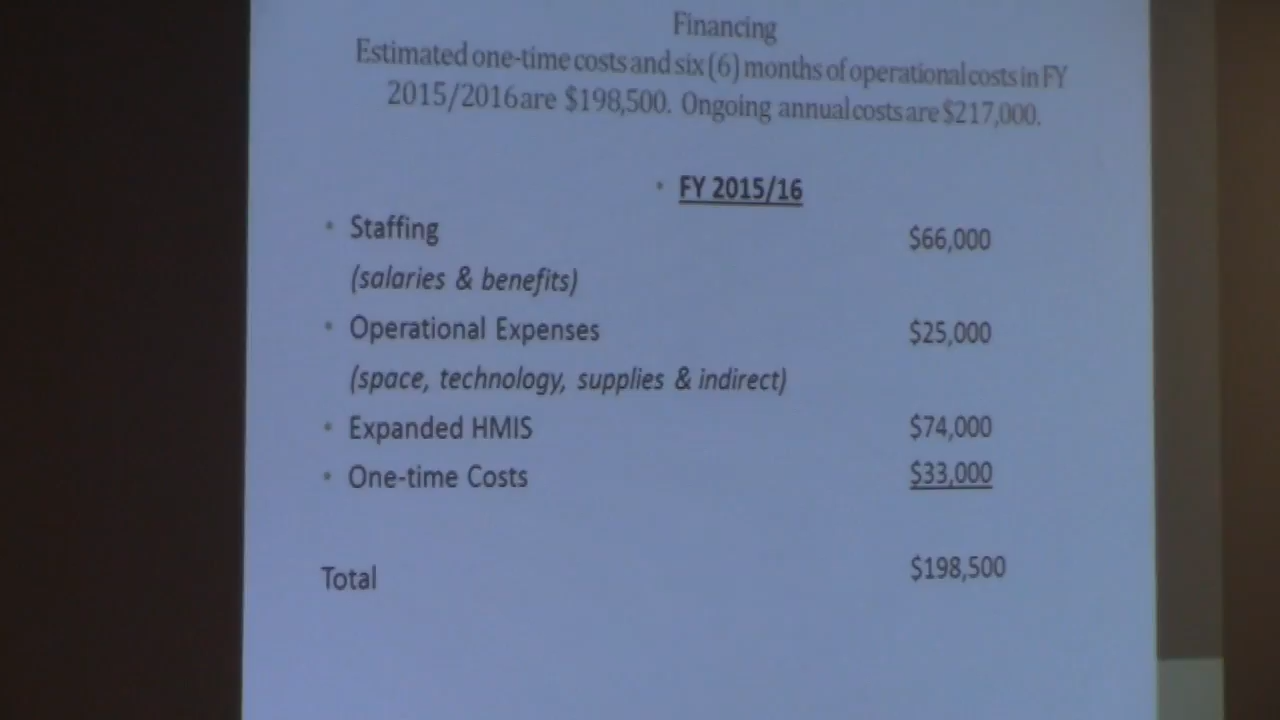 Financing
Estimated one-time costs and six (6) months of operational costs in FY
2015/2016 are $198,500. Ongoing annual costs are $217,000.
• FY 2015/16
• Staffing $66,000
(salaries & benefits)
• Operational Expenses $25,000
(space, technology, supplies & indirect)
• Expanded HMIS $74,000
• One-time Costs $33,000
Total $198,500